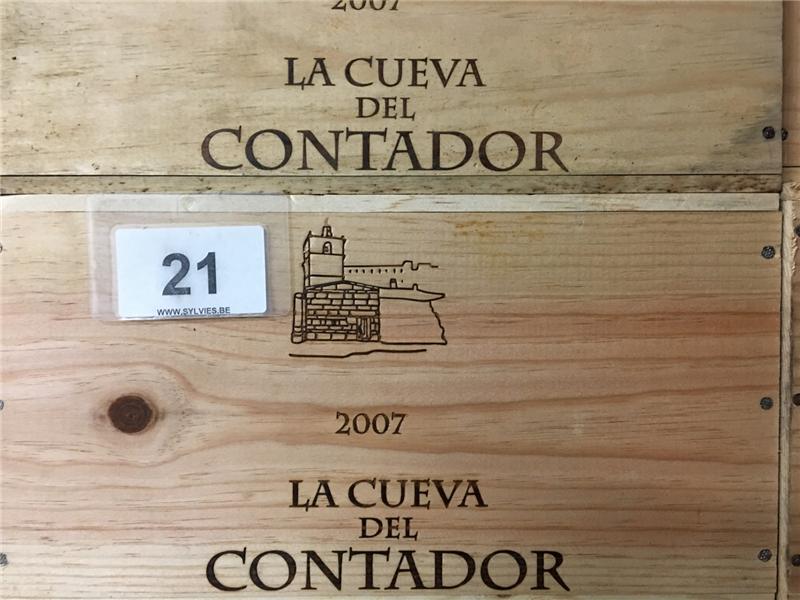 2007
LA CUEVA
DEL
CONTADOR
21
WWW.SYLVIES.BE
2007
LA CUEVA
DEL
CONTADOR